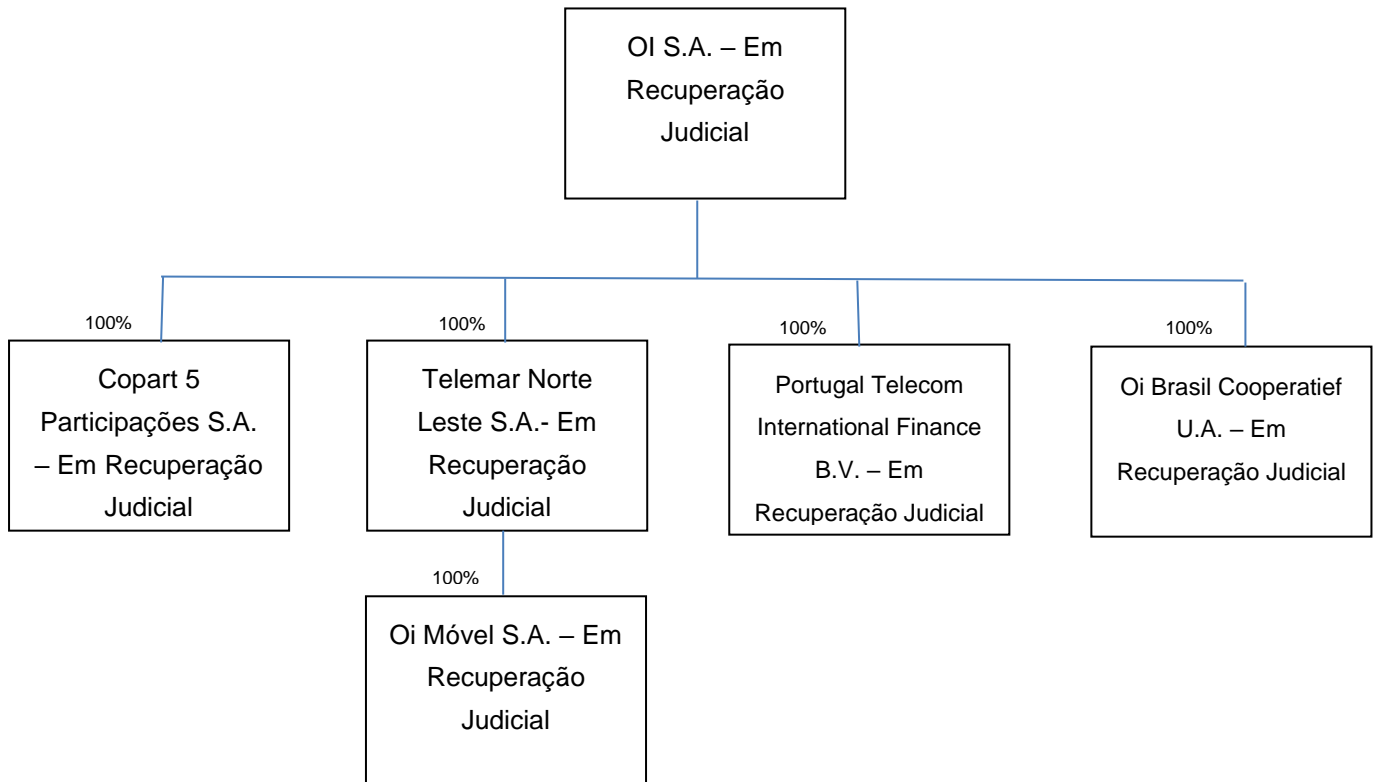 OI S.A. – Em
Recuperação
Judicial
100%
100%
100%
100%
Copart 5
Participações S.A.
– Em Recuperação
Judicial
Telemar Norte
Leste S.A.- Em
Recuperação
Judicial
Portugal Telecom
International Finance
B.V. – Em
Recuperação Judicial
Oi Brasil Cooperatief
U.A. – Em
Recuperação Judicial
100%
Oi Móvel S.A. – Em
Recuperação
Judicial